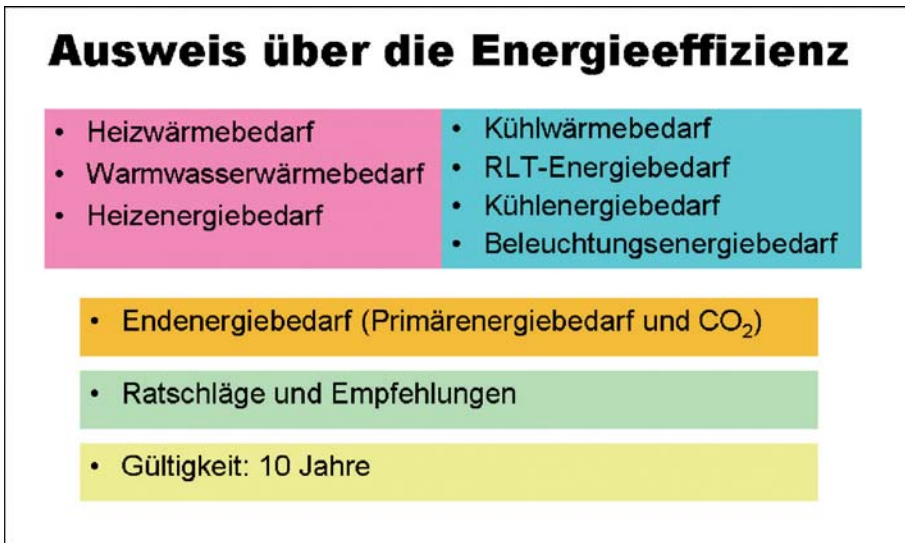 Ausweis über die Energieeffizienz
• Heizwärmebedarf
• Warmwasserwärmebedarf
• Heizenergiebedarf
• Kühlwärmebedarf
• RLT-Energiebedarf
• Kühlenergiebedarf
• Beleuchtungsenergiebedarf
• Endenergiebedarf (Primärenergiebedarf und CO₂)
• Ratschläge und Empfehlungen
• Gültigkeit: 10 Jahre